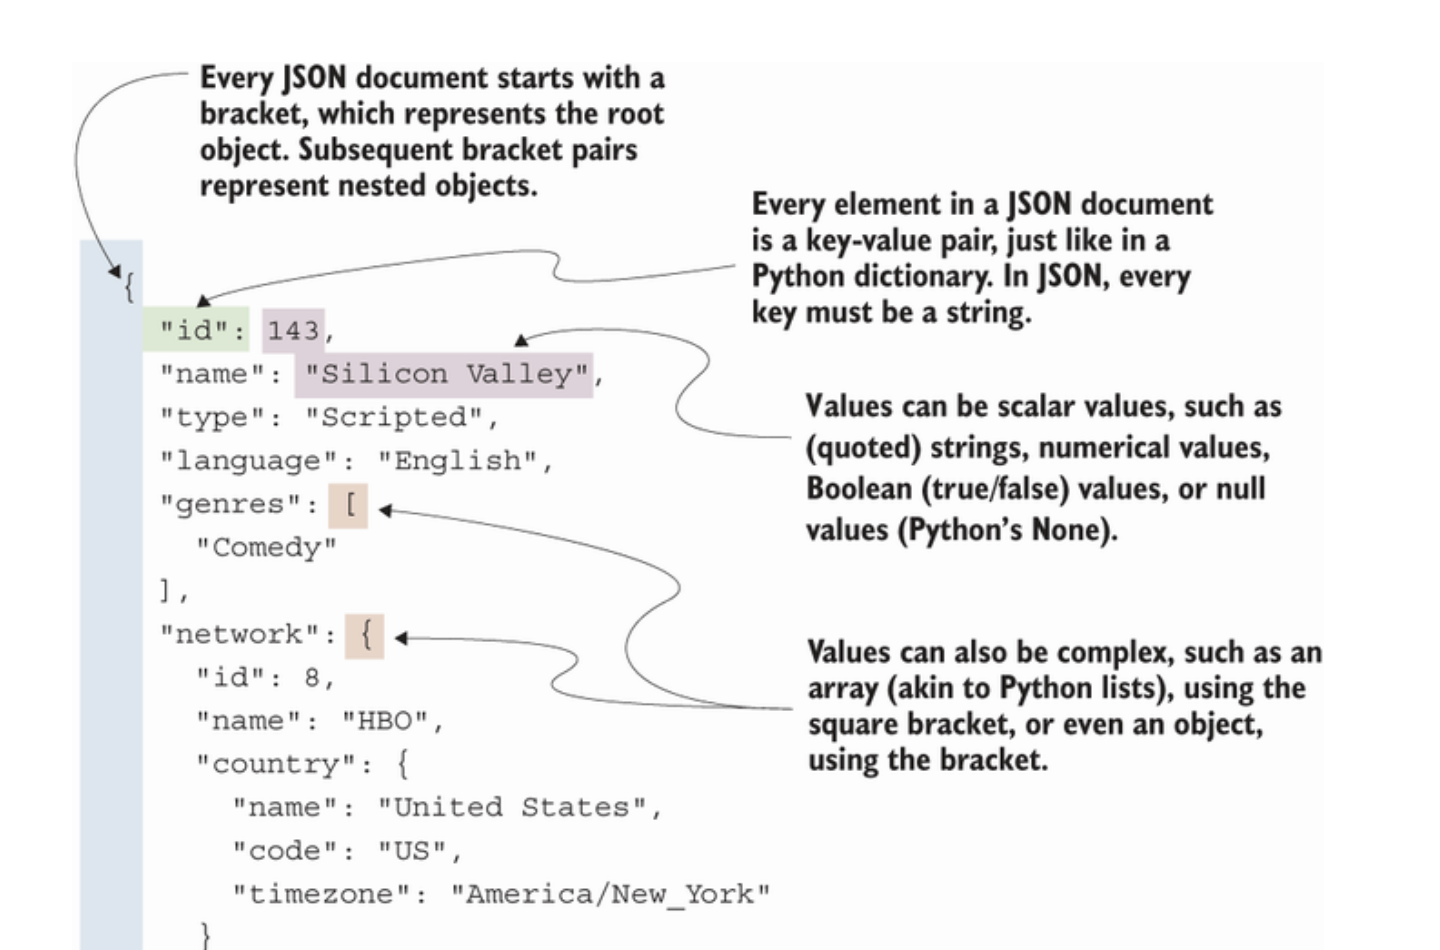 Every JSON document starts with a
bracket, which represents the root
object. Subsequent bracket pairs
represent nested objects.
Every element in a JSON document
is a key-value pair, just like in a
Python dictionary. In JSON, every
key must be a string.
{
"id": 143,
"name": "Silicon Valley",
"type": "Scripted",
"language": "English",
"genres": [
"Comedy"
],
"network": {
"id": 8,
"name": "HBO",
"country": {
"name": "United States",
"code": "US",
"timezone": "America/New_York"
}
Values can be scalar values, such as
(quoted) strings, numerical values,
Boolean (true/false) values, or null
values (Python's None).
Values can also be complex, such as an
array (akin to Python lists), using the
square bracket, or even an object,
using the bracket.